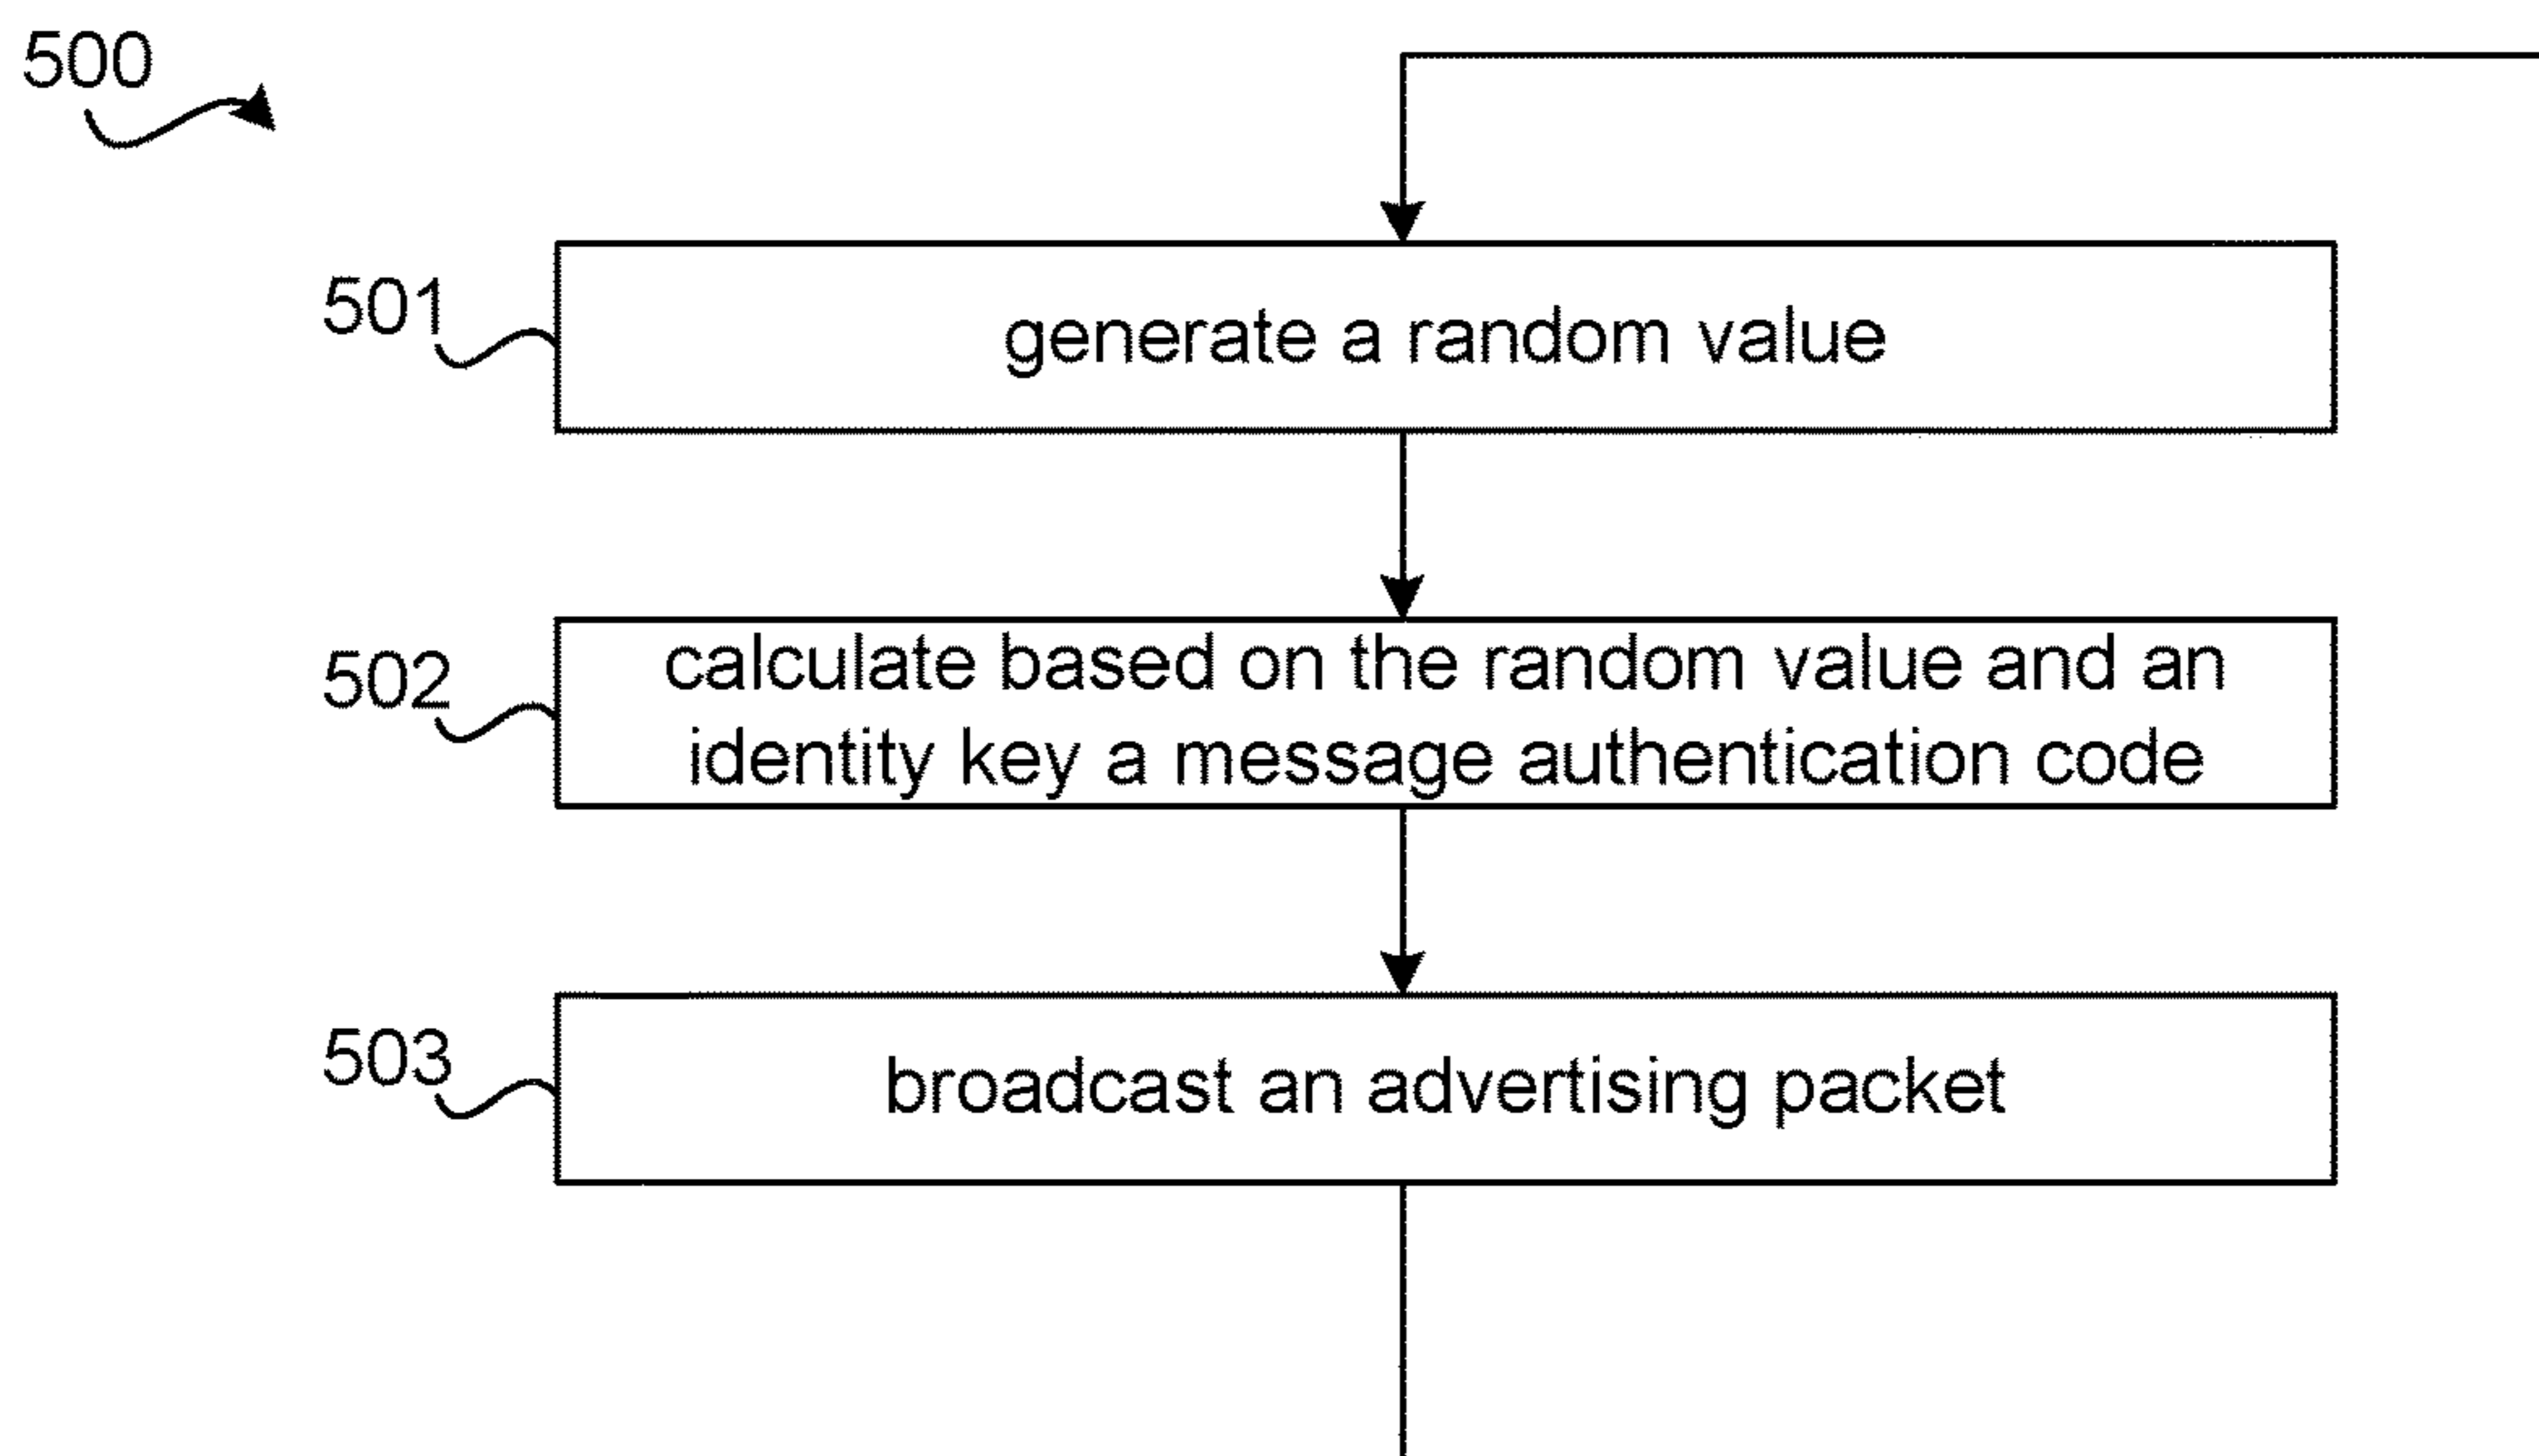 500
501
generate a random value
502
calculate based on the random value and an
identity key a message authentication code
503
broadcast an advertising packet